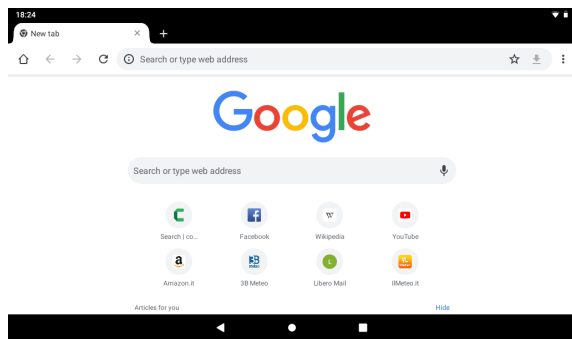 18:24
New tab
Search or type web address
Google
Search or type web address
Search | co...
Facebook
Wikipedia
YouTube
Amazon.it
3B Meteo
Libero Mail
IlMeteo.it
Articles for you
Hide